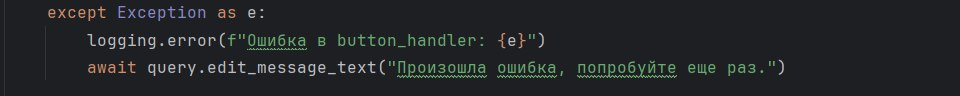 except Exception as e:
logging.error(f"Ошибка в button_handler: {e}")
await query.edit_message_text("Произошла ошибка, попробуйте еще раз.")